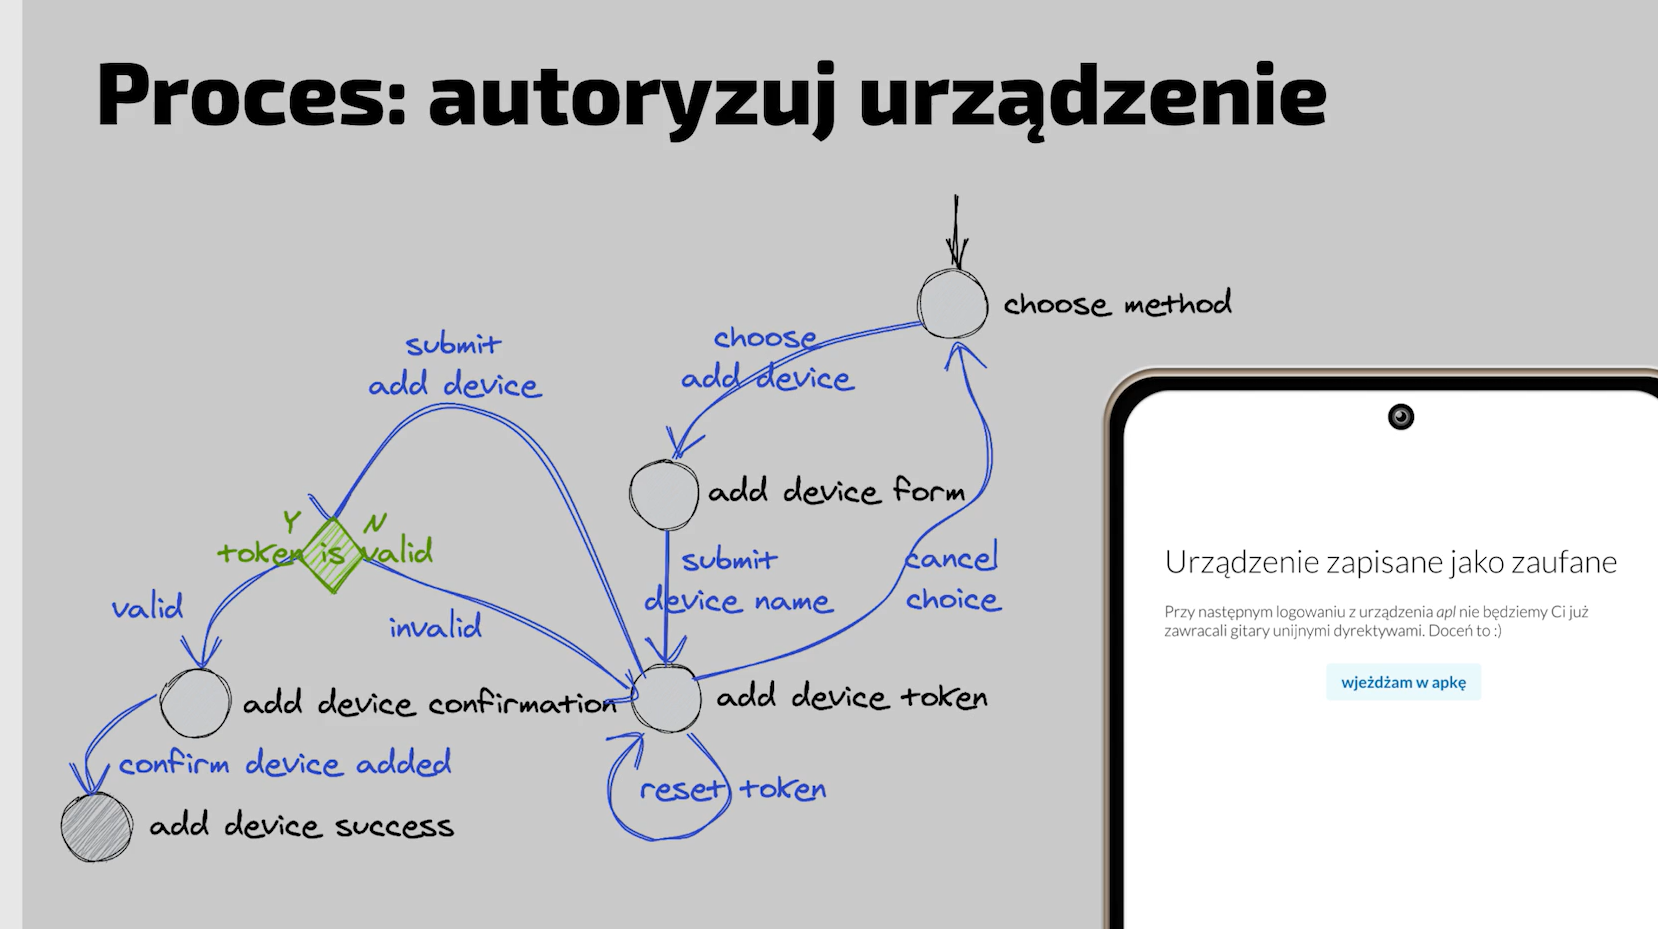 Proces: autoryzuj urządzenie
choose method
choose
add device
submit
add device
add device form
Y N
token is valid
submit
device name
cancel
choice
valid
invalid
add device confirmation
add device token
confirm device added
reset token
add device success
Urządzenie zapisane jako zaufane
Przy następnym logowaniu z urządzenia apl nie będziemy Ci już
zawracali gitary unijnymi dyrektywami. Doceń to :)
wjeżdżam w apkę